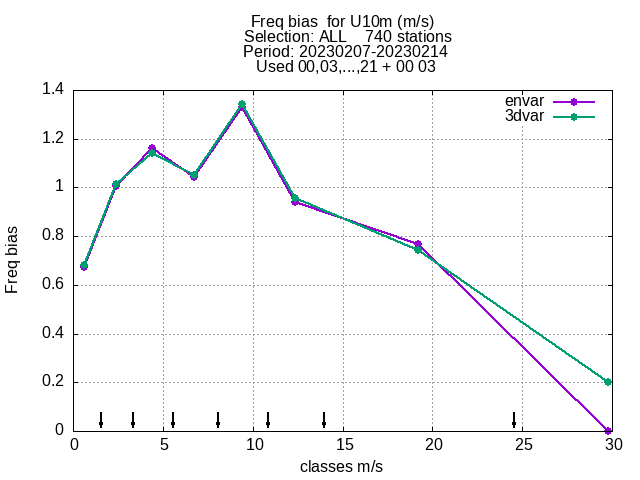 Freq bias  for U10m (m/s)
Selection: ALL    740 stations
Period: 20230207-20230214
Used 00,03,...,21 + 00 03
envar
3dvar
1.4
1.2
1
0.8
0.6
0.4
0.2
0
Freq bias
0 5 10 15 20 25 30
classes m/s